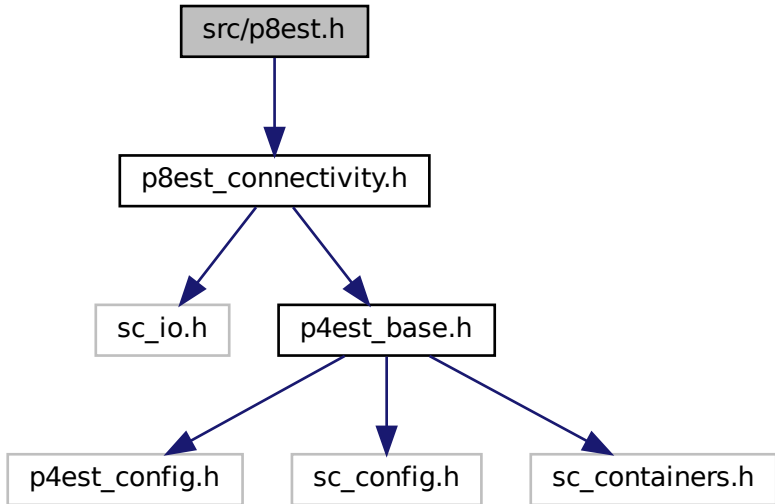 src/p8est.h
p8est_connectivity.h
sc_io.h
p4est_base.h
p4est_config.h
sc_config.h
sc_containers.h